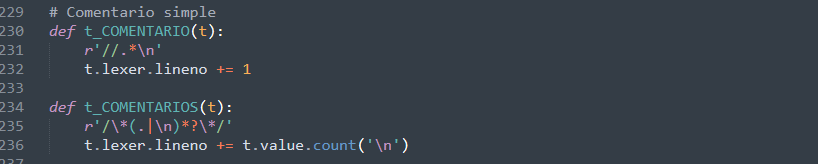 229 # Comentario simple
230 def t_COMENTARIO(t):
231     r'//.*\n'
232     t.lexer.lineno += 1
233
234 def t_COMENTARIOS(t):
235     r'/\*(.|\n)*?\*/'
236     t.lexer.lineno += t.value.count('\n')
237